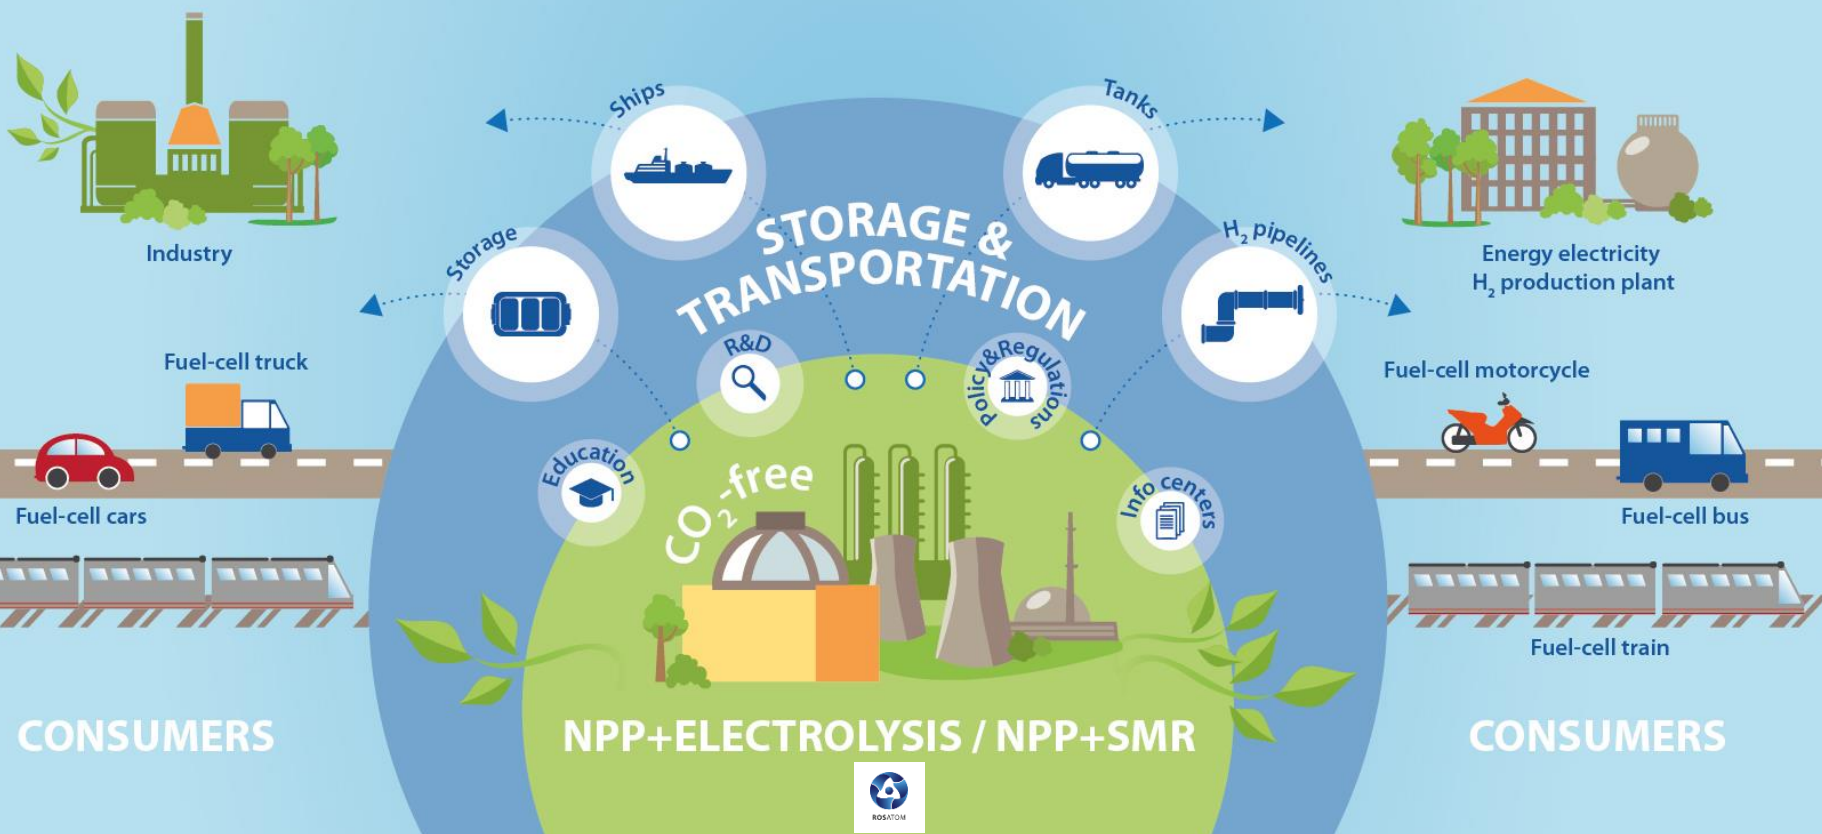 Industry
Fuel-cell truck
Fuel-cell cars
CONSUMERS
Ships
Storage
Tanks
H₂ pipelines
STORAGE &
TRANSPORTATION
R&D
Policy&Regulations
Education
Info centers
CO₂-free
NPP+ELECTROLYSIS / NPP+SMR
ROSATOM
Energy electricity
H₂ production plant
Fuel-cell motorcycle
Fuel-cell bus
Fuel-cell train
CONSUMERS